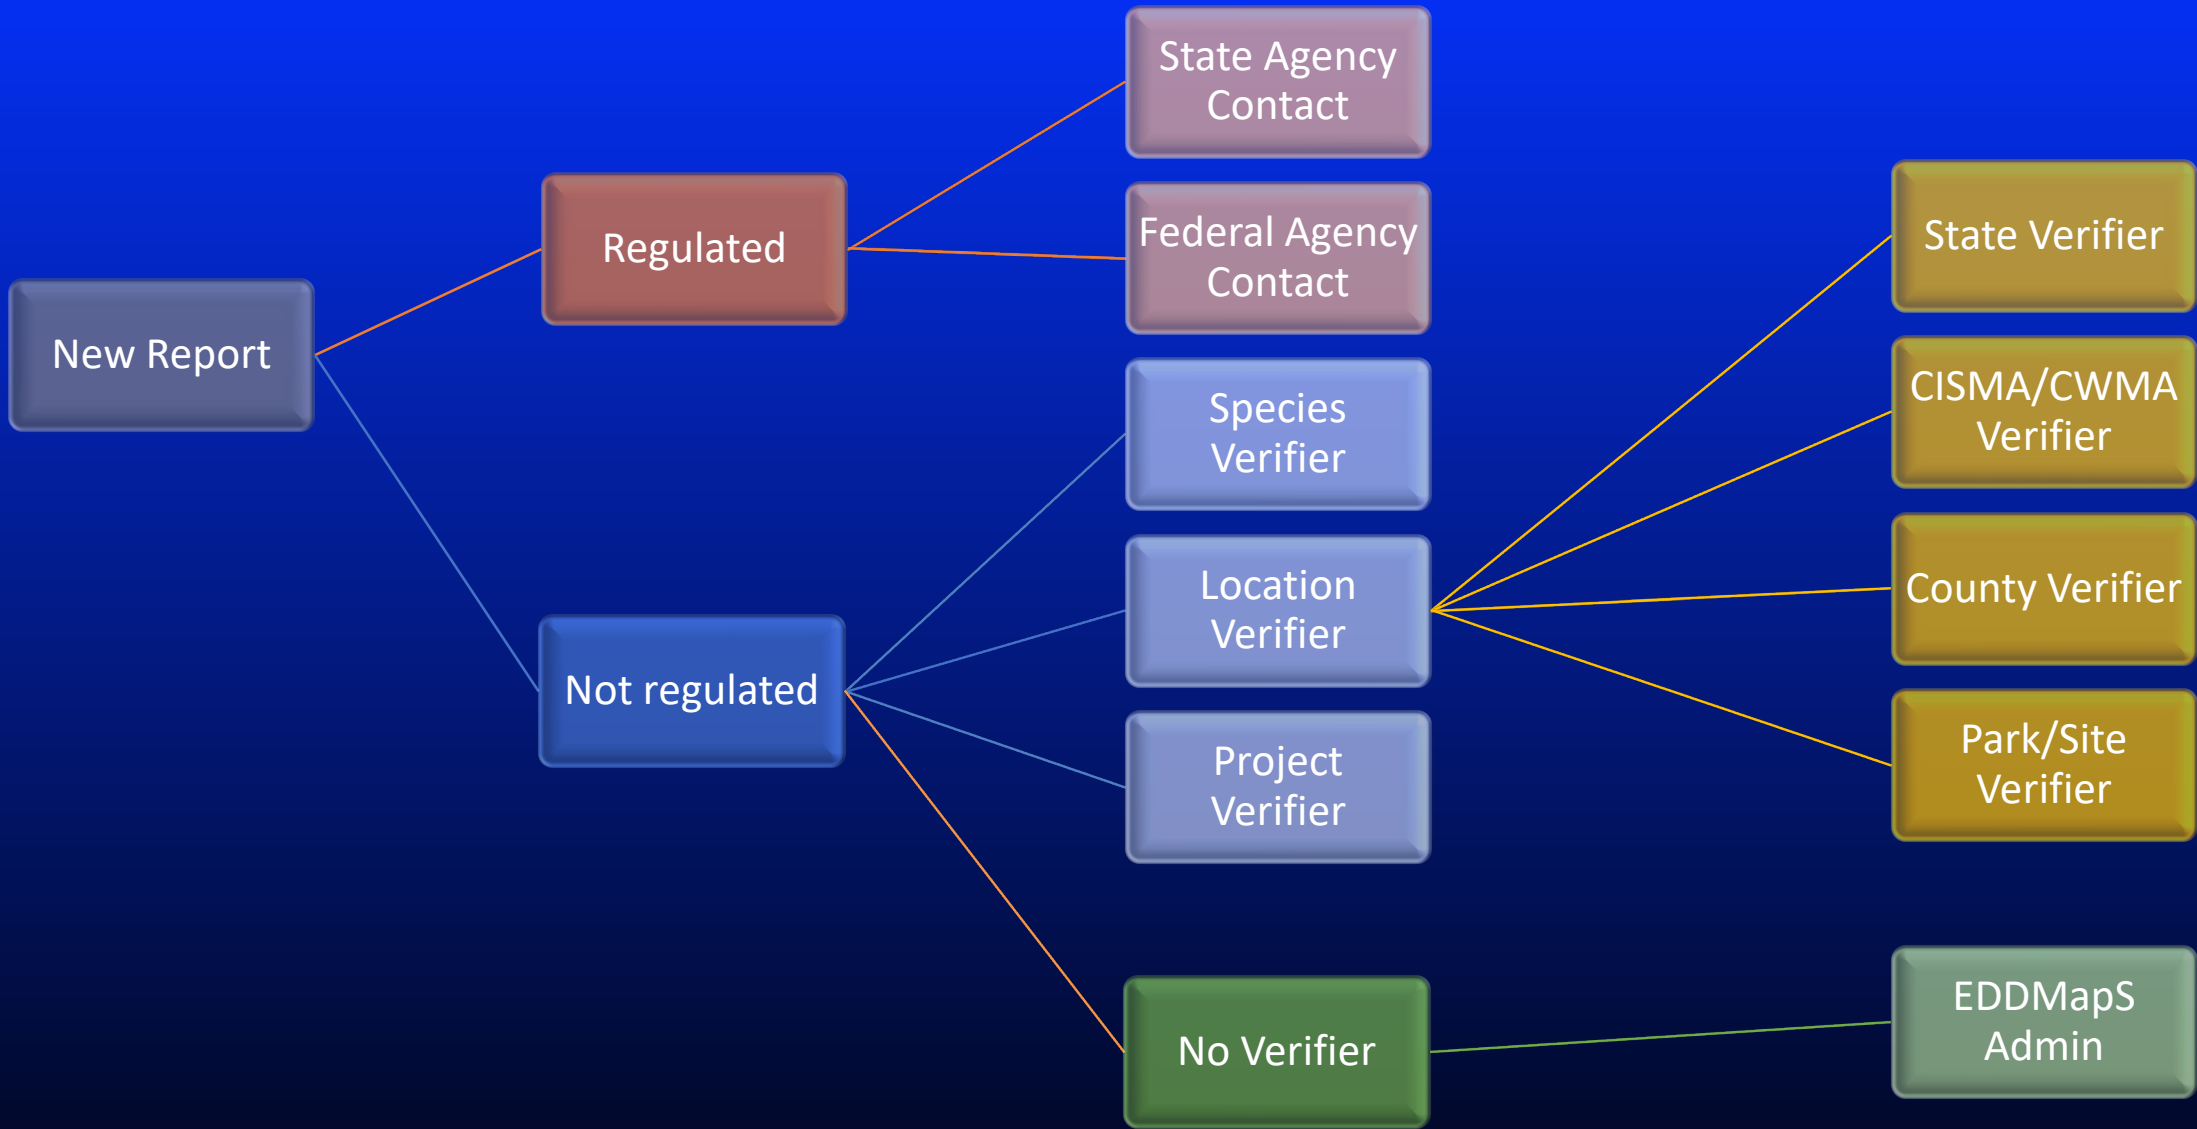 New Report
Regulated
Not regulated
State Agency
Contact
Federal Agency
Contact
Species
Verifier
Location
Verifier
Project
Verifier
No Verifier
State Verifier
CISMA/CWMA
Verifier
County Verifier
Park/Site
Verifier
EDDMapS
Admin